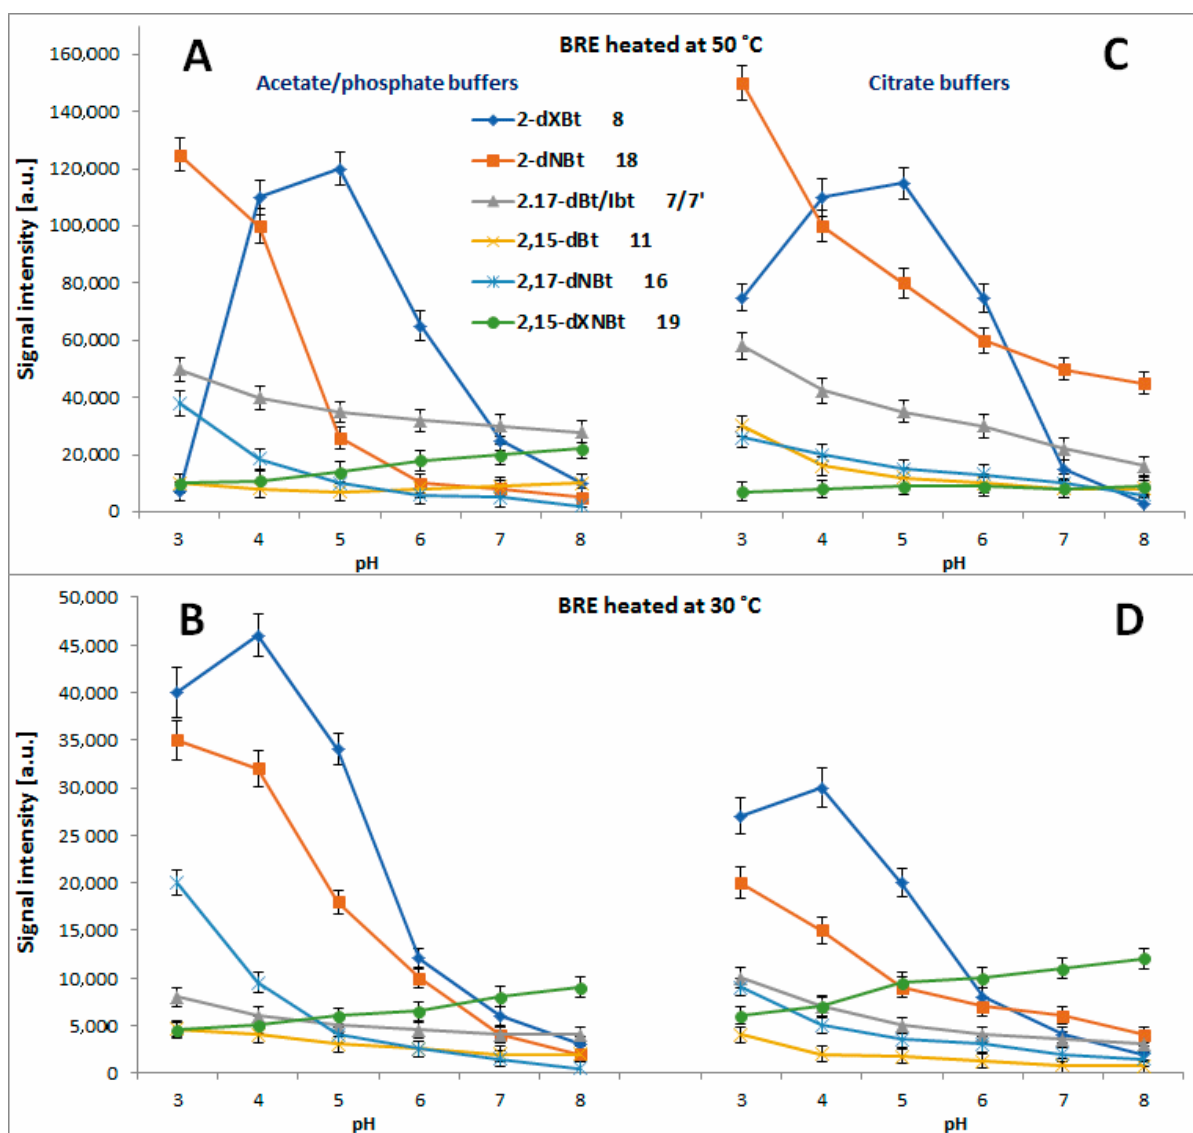 A
BRE heated at 50 ˚C
C
Acetate/phosphate buffers
Citrate buffers
2-dXBt 8
2-dNBt 18
2.17-dBt/Ibt 7/7'
2,15-dBt 11
2,17-dNBt 16
2,15-dXNBt 19
Signal intensity [a.u.]
160,000
140,000
120,000
100,000
80,000
60,000
40,000
20,000
0
3 4 5 6 7 8 3 4 5 6 7 8
pH pH
B
BRE heated at 30 ˚C
D
Signal intensity [a.u.]
50,000
45,000
40,000
35,000
30,000
25,000
20,000
15,000
10,000
5,000
0
3 4 5 6 7 8 3 4 5 6 7 8
pH pH